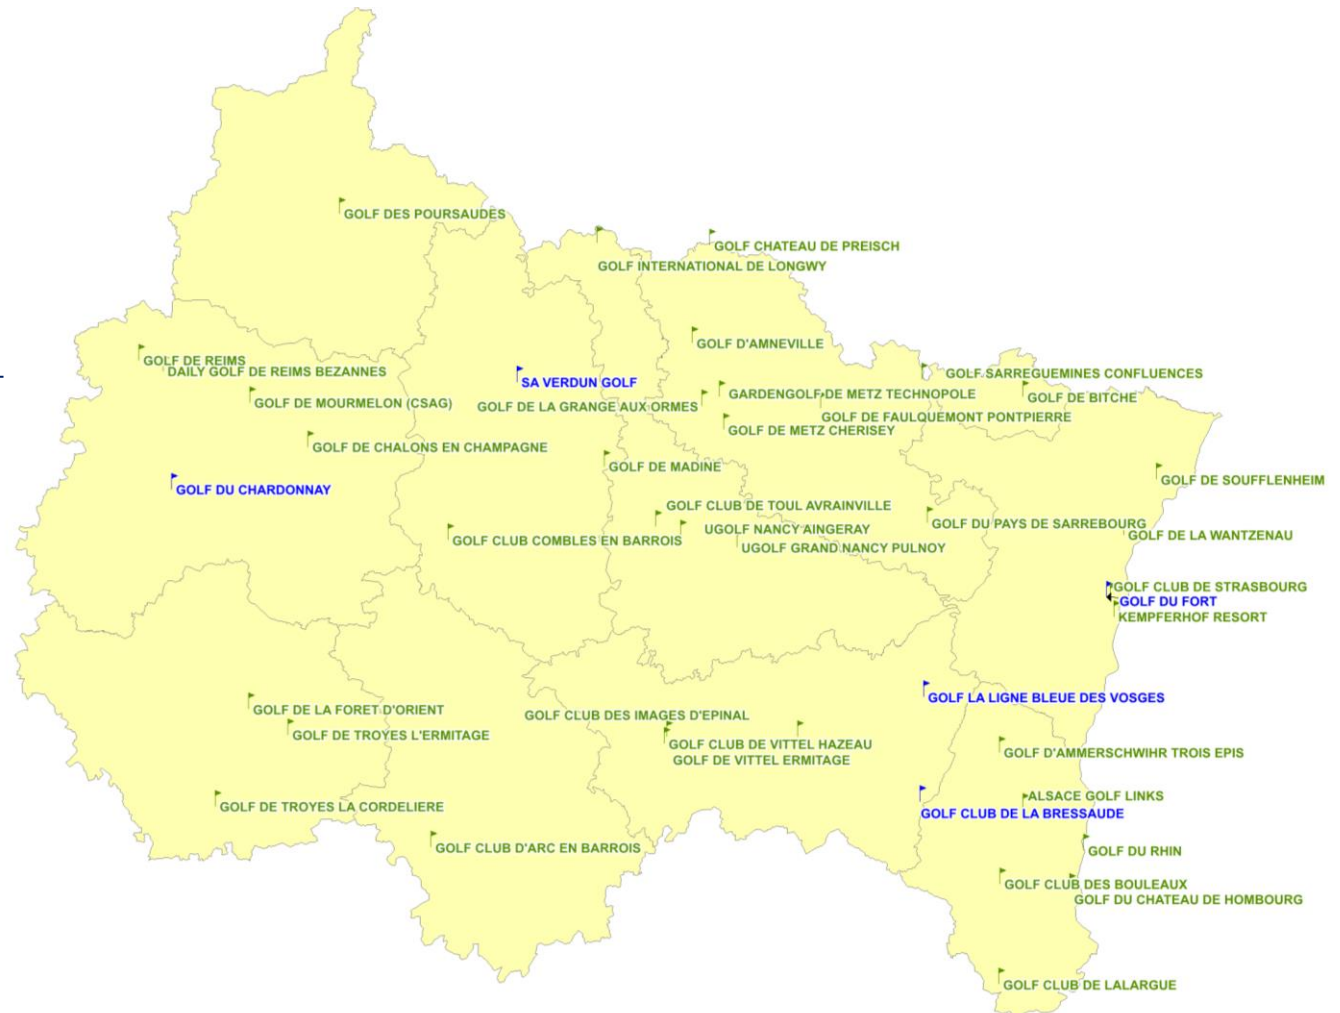 GOLF DES POURSAUDES
GOLF CHATEAU DE PREISCH
GOLF INTERNATIONAL DE LONGWY
GOLF D'AMNEVILLE
GOLF DE REIMS
DAILY GOLF DE REIMS BEZANNES
SA VERDUN GOLF
GOLF SARREGUEMINES CONFLUENCES
GOLF DE MOURMELON (CSAG)
GOLF DE LA GRANGE AUX ORMES
GARDENGOLF DE METZ TECHNOPOLE
GOLF DE BITCHE
GOLF DE FAULQUEMONT PONTPIERRE
GOLF DE METZ CHERISEY
GOLF DE CHALONS EN CHAMPAGNE
GOLF DE MADINE
GOLF DE SOUFFLENHEIM
GOLF DU CHARDONNAY
GOLF CLUB DE TOUL AVRAINVILLE
GOLF DU PAYS DE SARREBOURG
UGOLF NANCY AINGERAY
GOLF DE LA WANTZENAU
GOLF CLUB COMBLES EN BARROIS
UGOLF GRAND NANCY PULNOY
GOLF CLUB DE STRASBOURG
GOLF DU FORT
KEMPFERHOF RESORT
GOLF LA LIGNE BLEUE DES VOSGES
GOLF DE LA FORET D'ORIENT
GOLF CLUB DES IMAGES D'EPINAL
GOLF DE TROYES L'ERMITAGE
GOLF CLUB DE VITTEL HAZEAU
GOLF D'AMMERSCHWIHR TROIS EPIS
GOLF DE VITTEL ERMITAGE
ALSACE GOLF LINKS
GOLF DE TROYES LA CORDELIERE
GOLF CLUB DE LA BRESSAUDE
GOLF CLUB D'ARC EN BARROIS
GOLF DU RHIN
GOLF CLUB DES BOULEAUX
GOLF DU CHATEAU DE HOMBOURG
GOLF CLUB DE LALARGUE